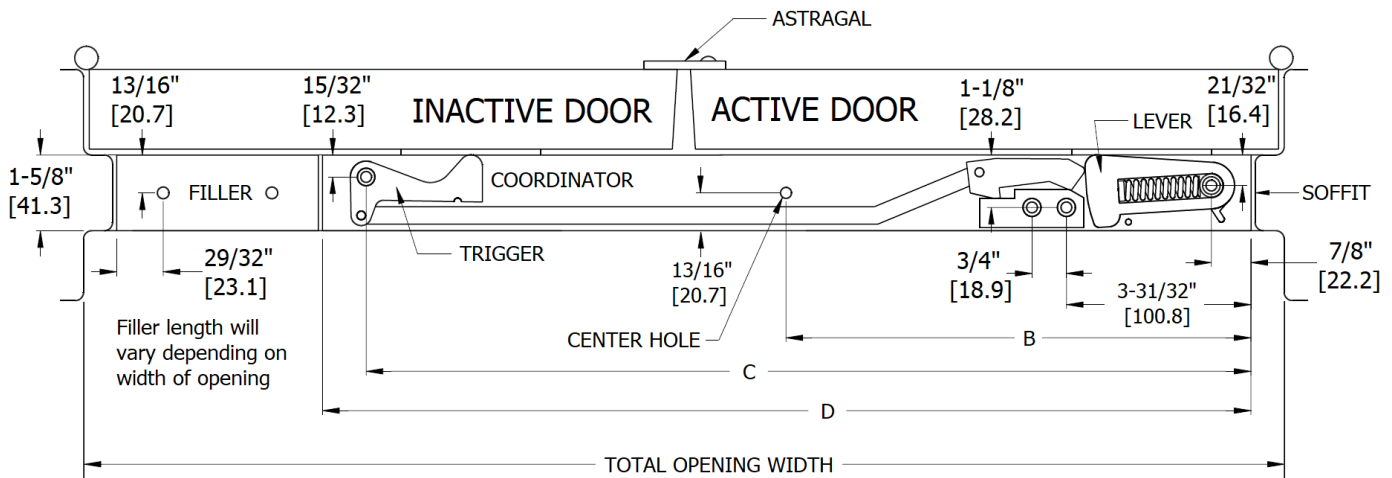 ASTRAGAL
13/16"
[20.7]
15/32"
[12.3]
INACTIVE DOOR
ACTIVE DOOR
1-1/8"
[28.2]
LEVER
21/32"
[16.4]
1-5/8"
[41.3]
FILLER
COORDINATOR
SOFFIT
TRIGGER
29/32"
[23.1]
13/16"
[20.7]
3/4"
[18.9]
3-31/32"
[100.8]
7/8"
[22.2]
Filler length will
vary depending on
width of opening
CENTER HOLE
B
C
D
TOTAL OPENING WIDTH